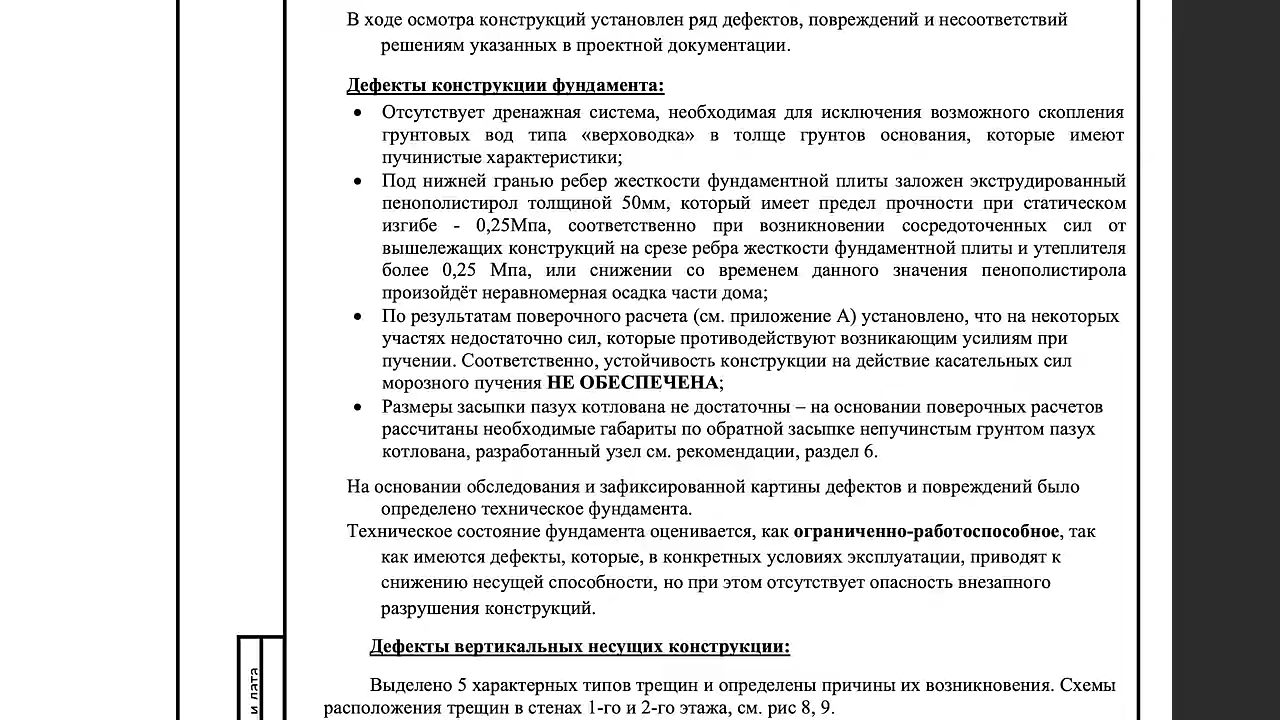 В ходе осмотра конструкций установлен ряд дефектов, повреждений и несоответствий
решениям указанных в проектной документации.
Дефекты конструкции фундамента:
• Отсутствует дренажная система, необходимая для исключения возможного скопления
грунтовых вод типа «верховодка» в толще грунтов основания, которые имеют
пучинистые характеристики;
• Под нижней гранью ребер жесткости фундаментной плиты заложен экструдированный
пенополистирол толщиной 50мм, который имеет предел прочности при статическом
изгибе - 0,25Мпа, соответственно при возникновении сосредоточенных сил от
вышележащих конструкций на срезе ребра жесткости фундаментной плиты и утеплителя
более 0,25 Мпа, или снижении со временем данного значения пенополистирола
произойдёт неравномерная осадка части дома;
• По результатам поверочного расчета (см. приложение А) установлено, что на некоторых
участях недостаточно сил, которые противодействуют возникающим усилиям при
пучении. Соответственно, устойчивость конструкции на действие касательных сил
морозного пучения НЕ ОБЕСПЕЧЕНА;
• Размеры засыпки пазух котлована не достаточны – на основании поверочных расчетов
рассчитаны необходимые габариты по обратной засыпке непучинстым грунтом пазух
котлована, разработанный узел см. рекомендации, раздел 6.
На основании обследования и зафиксированной картины дефектов и повреждений было
определено техническое фундамента.
Техническое состояние фундамента оценивается, как ограниченно-работоспособное, так
как имеются дефекты, которые, в конкретных условиях эксплуатации, приводят к
снижению несущей способности, но при этом отсутствует опасность внезапного
разрушения конструкций.
Дефекты вертикальных несущих конструкции:
Выделено 5 характерных типов трещин и определены причины их возникновения. Схемы
расположения трещин в стенах 1-го и 2-го этажа, см. рис 8, 9.
и дата